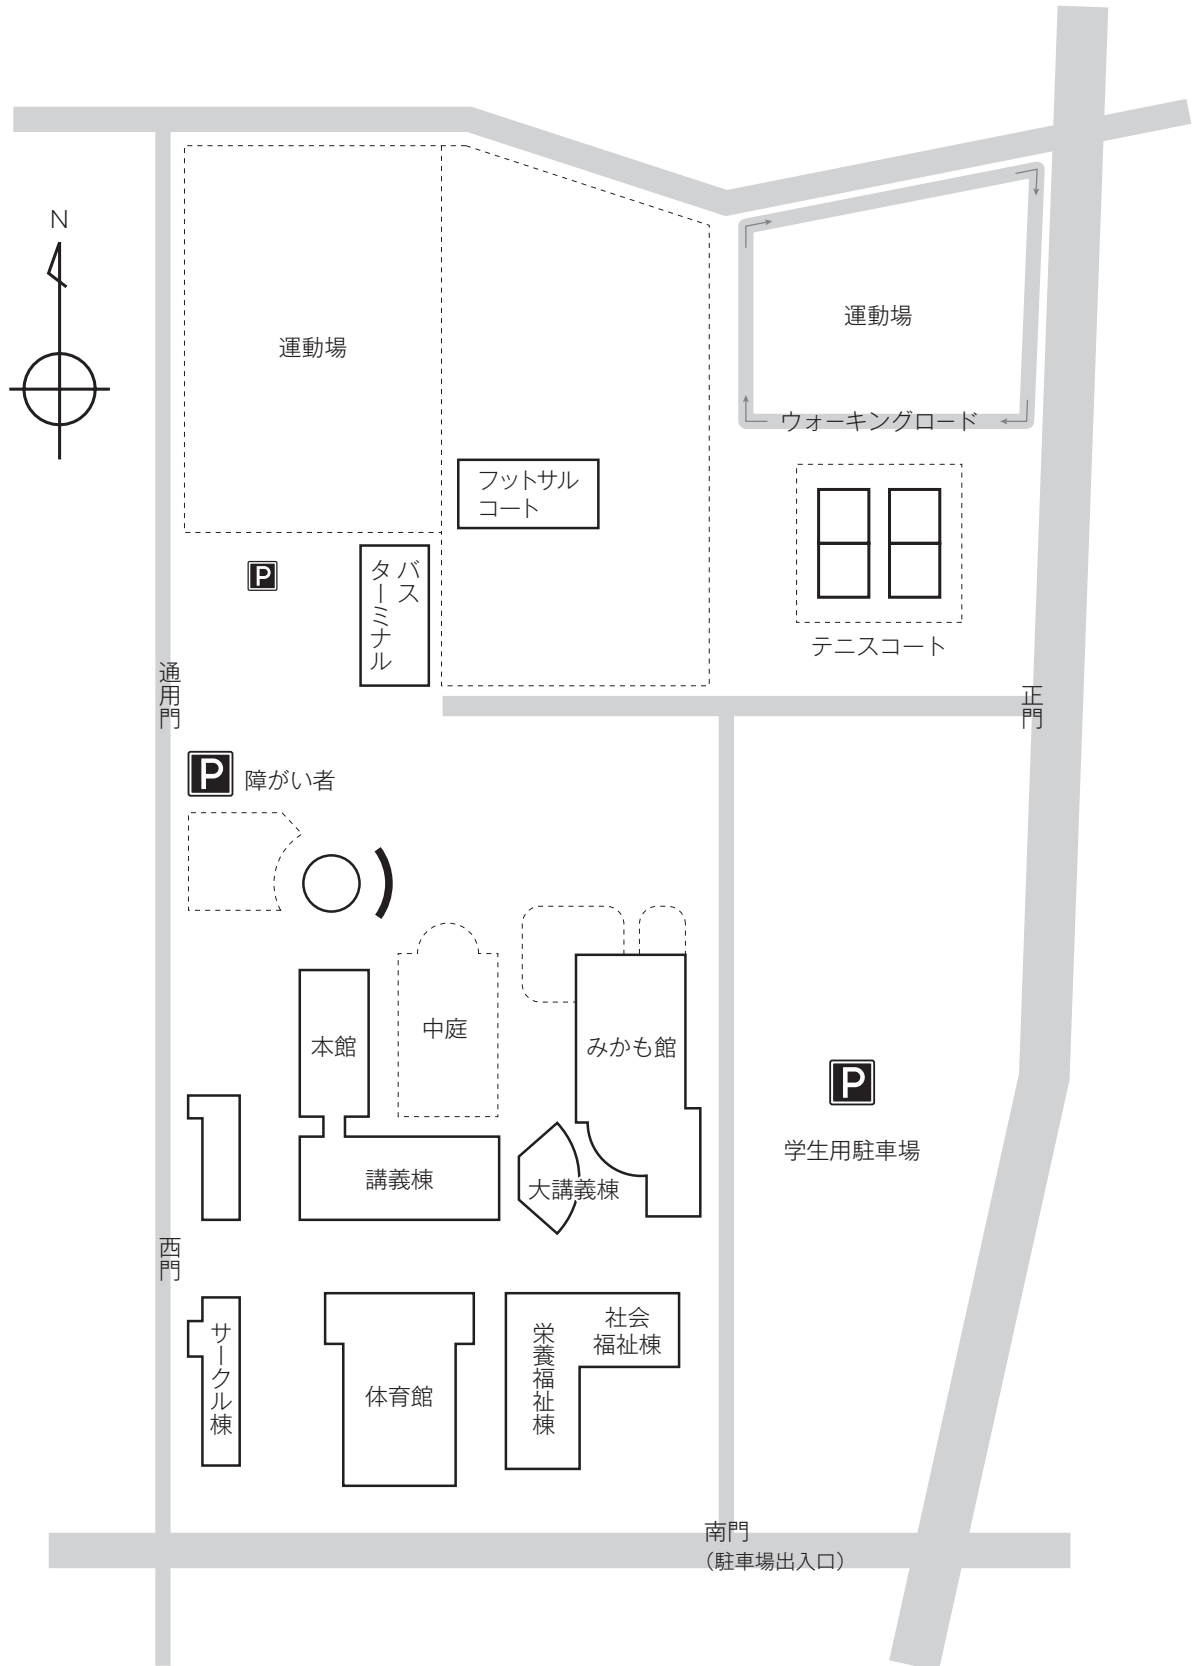 N
運動場
運動場
ウォーキングロード
フットサル
コート
P
バス
ターミナル
テニスコート
通用門
正門
P
障がい者
本館
中庭
みかも館
P
学生用駐車場
講義棟
大講義棟
西門
サークル棟
体育館
栄養福祉棟
社会
福祉棟
南門
（駐車場出入口）